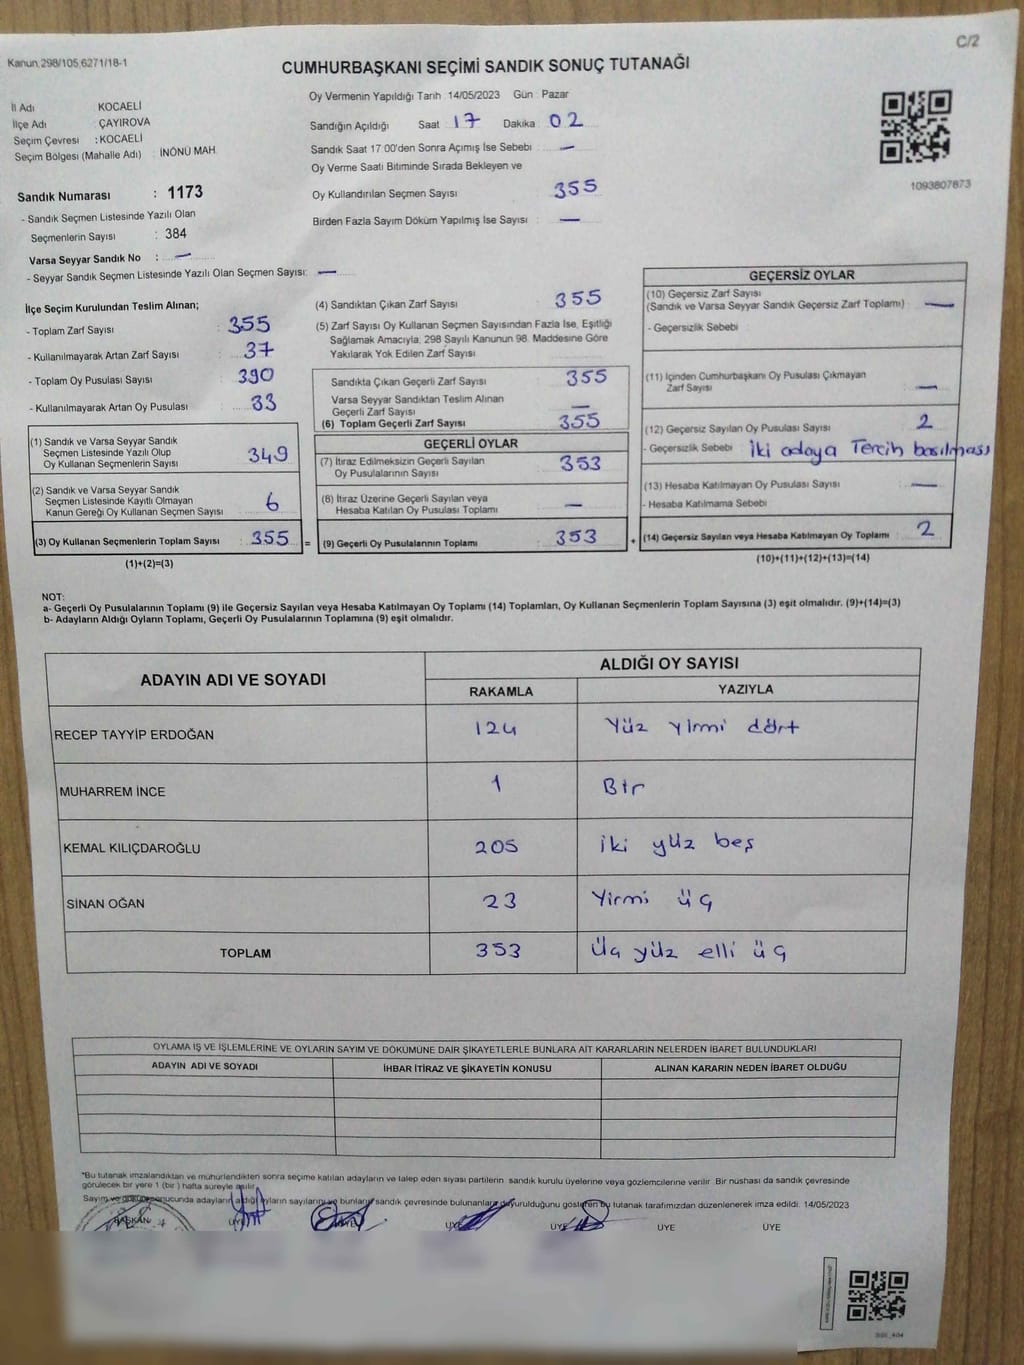 C/2
Kanun 298/105,6271/18-1
CUMHURBAŞKANI SEÇİMİ SANDIK SONUÇ TUTANAĞI
İl Adı KOCAELİ
İlçe Adı ÇAYIROVA
Seçim Çevresi : KOCAELİ
Seçim Bölgesi (Mahalle Adı) : İNÖNÜ MAH.
Sandık Numarası : 1173
- Sandık Seçmen Listesinde Yazılı Olan
Seçmenlerin Sayısı : 384
Varsa Seyyar Sandık No : —
- Seyyar Sandık Seçmen Listesinde Yazılı Olan Seçmen Sayısı: —
Oy Vermenin Yapıldığı Tarih 14/05/2023 Gün Pazar
Sandığın Açıldığı Saat 17 Dakika 02
Sandık Saat 17 00'den Sonra Açımış İse Sebebi : —
Oy Verme Saati Bitiminde Sırada Bekleyen ve
Oy Kullandırılan Seçmen Sayısı : 355
Birden Fazla Sayım Döküm Yapılmış İse Sayısı : —
1093807873
İlçe Seçim Kurulundan Teslim Alınan;
- Toplam Zarf Sayısı : 355
- Kullanılmayarak Artan Zarf Sayısı : 37
- Toplam Oy Pusulası Sayısı : 390
- Kullanılmayarak Artan Oy Pusulası : 33
(1) Sandık ve Varsa Seyyar Sandık
Seçmen Listesinde Yazılı Olup
Oy Kullanan Seçmenlerin Sayısı : 349
(2) Sandık ve Varsa Seyyar Sandık
Seçmen Listesinde Kayıtlı Olmayan
Kanun Gereği Oy Kullanan Seçmen Sayısı : 6
(3) Oy Kullanan Seçmenlerin Toplam Sayısı : 355 =
(1)+(2)=(3)
(4) Sandıktan Çıkan Zarf Sayısı : 355
(5) Zarf Sayısı Oy Kullanan Seçmen Sayısından Fazla İse, Eşitliği
Sağlamak Amacıyla, 298 Sayılı Kanunun 98. Maddesine Göre
Yakılarak Yok Edilen Zarf Sayısı :
Sandıkta Çıkan Geçerli Zarf Sayısı : 355
Varsa Seyyar Sandıktan Teslim Alınan
Geçerli Zarf Sayısı : —
(6) Toplam Geçerli Zarf Sayısı : 355
GEÇERLİ OYLAR
(7) İtiraz Edilmeksizin Geçerli Sayılan
Oy Pusulalarının Sayısı : 353
(8) İtiraz Üzerine Geçerli Sayılan veya
Hesaba Katılan Oy Pusulası Toplamı : —
(9) Geçerli Oy Pusulalarının Toplamı : 353 +
GEÇERSİZ OYLAR
(10) Geçersiz Zarf Sayısı
(Sandık ve Varsa Seyyar Sandık Geçersiz Zarf Toplamı) : —
- Geçersizlik Sebebi
(11) İçinden Cumhurbaşkanı Oy Pusulası Çıkmayan
Zarf Sayısı : —
(12) Geçersiz Sayılan Oy Pusulası Sayısı : 2
- Geçersizlik Sebebi : İki adaya Tercih basılması
(13) Hesaba Katılmayan Oy Pusulası Sayısı : —
- Hesaba Katılmama Sebebi
(14) Geçersiz Sayılan veya Hesaba Katılmayan Oy Toplamı : 2
(10)+(11)+(12)+(13)=(14)
NOT:
a- Geçerli Oy Pusulalarının Toplamı (9) ile Geçersiz Sayılan veya Hesaba Katılmayan Oy Toplamı (14) Toplamları, Oy Kullanan Seçmenlerin Toplam Sayısına (3) eşit olmalıdır. (9)+(14)=(3)
b- Adayların Aldığı Oyların Toplamı, Geçerli Oy Pusulalarının Toplamına (9) eşit olmalıdır.
ADAYIN ADI VE SOYADI ALDIĞI OY SAYISI
RAKAMLA YAZIYLA
RECEP TAYYİP ERDOĞAN 124 Yüz yirmi dört
MUHARREM İNCE 1 Bir
KEMAL KILIÇDAROĞLU 205 iki yüz beş
SİNAN OĞAN 23 Yirmi üç
TOPLAM 353 Üç yüz elli üç
OYLAMA İŞ VE İŞLEMLERİNE VE OYLARIN SAYIM VE DÖKÜMÜNE DAİR ŞİKAYETLERLE BUNLARA AİT KARARLARIN NELERDEN İBARET BULUNDUKLARI
ADAYIN ADI VE SOYADI İHBAR İTİRAZ VE ŞİKAYETİN KONUSU ALINAN KARARIN NEDEN İBARET OLDUĞU
*Bu tutanak imzalandıktan ve mühürlendikten sonra seçime katılan adayların ve talep eden siyasi partilerin sandık kurulu üyelerine veya gözlemcilerine verilir. Bir nüshası da sandık çevresinde
görülecek bir yere 1 (bir ) hafta süreyle asılır.
Sayım ve döküm sonucunda adayların aldığı oyların sayılarını ve bunların sandık çevresinde bulunanlara duyurulduğunu gösteren bu tutanak tarafımızdan düzenlenerek imza edildi. 14/05/2023
BAŞKAN ÜYE ÜYE ÜYE ÜYE ÜYE ÜYE